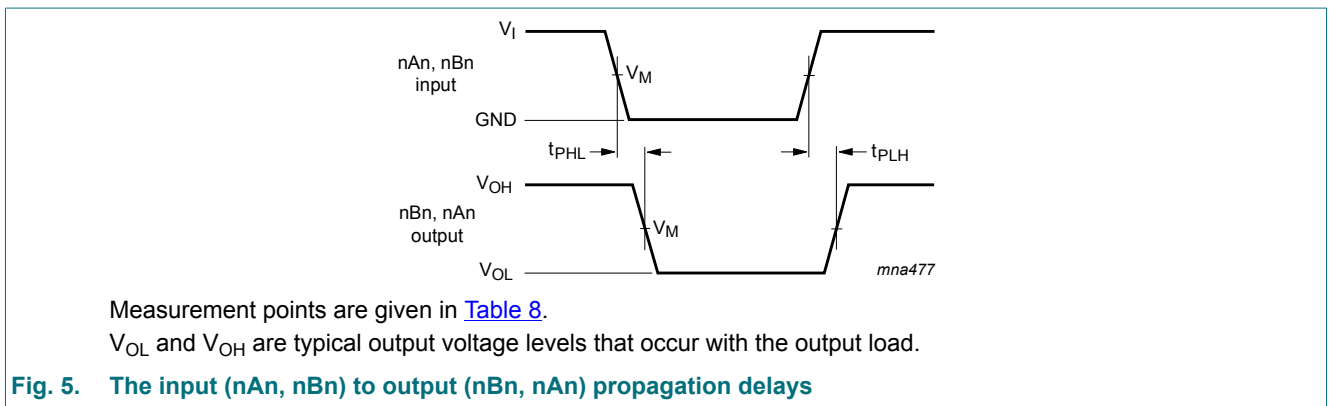 V_I
nAn, nBn
input
V_M
GND
t_PHL
t_PLH
V_OH
nBn, nAn
output
V_M
V_OL
mna477
Measurement points are given in Table 8.
V_OL and V_OH are typical output voltage levels that occur with the output load.
Fig. 5. The input (nAn, nBn) to output (nBn, nAn) propagation delays